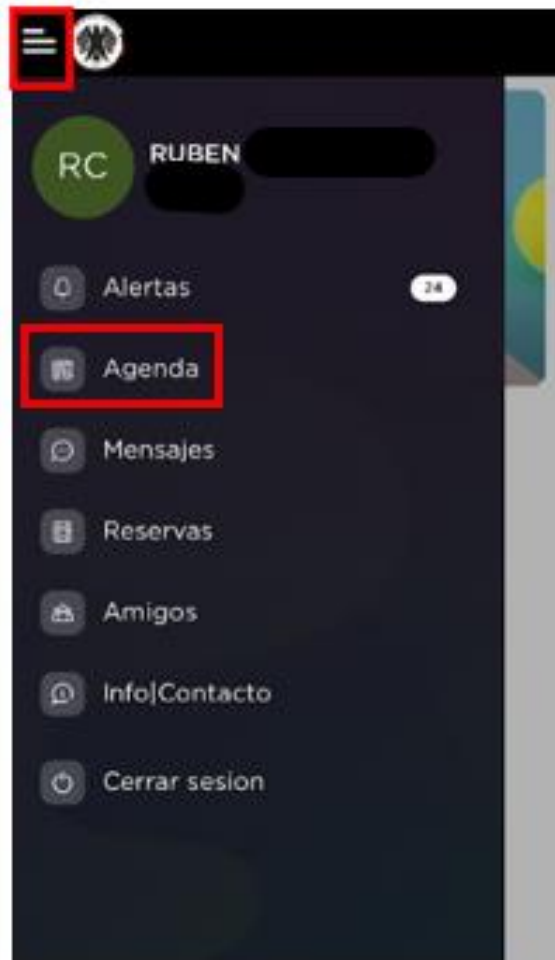 RC
RUBEN
Alertas
24
Agenda
Mensajes
Reservas
Amigos
Info|Contacto
Cerrar sesion